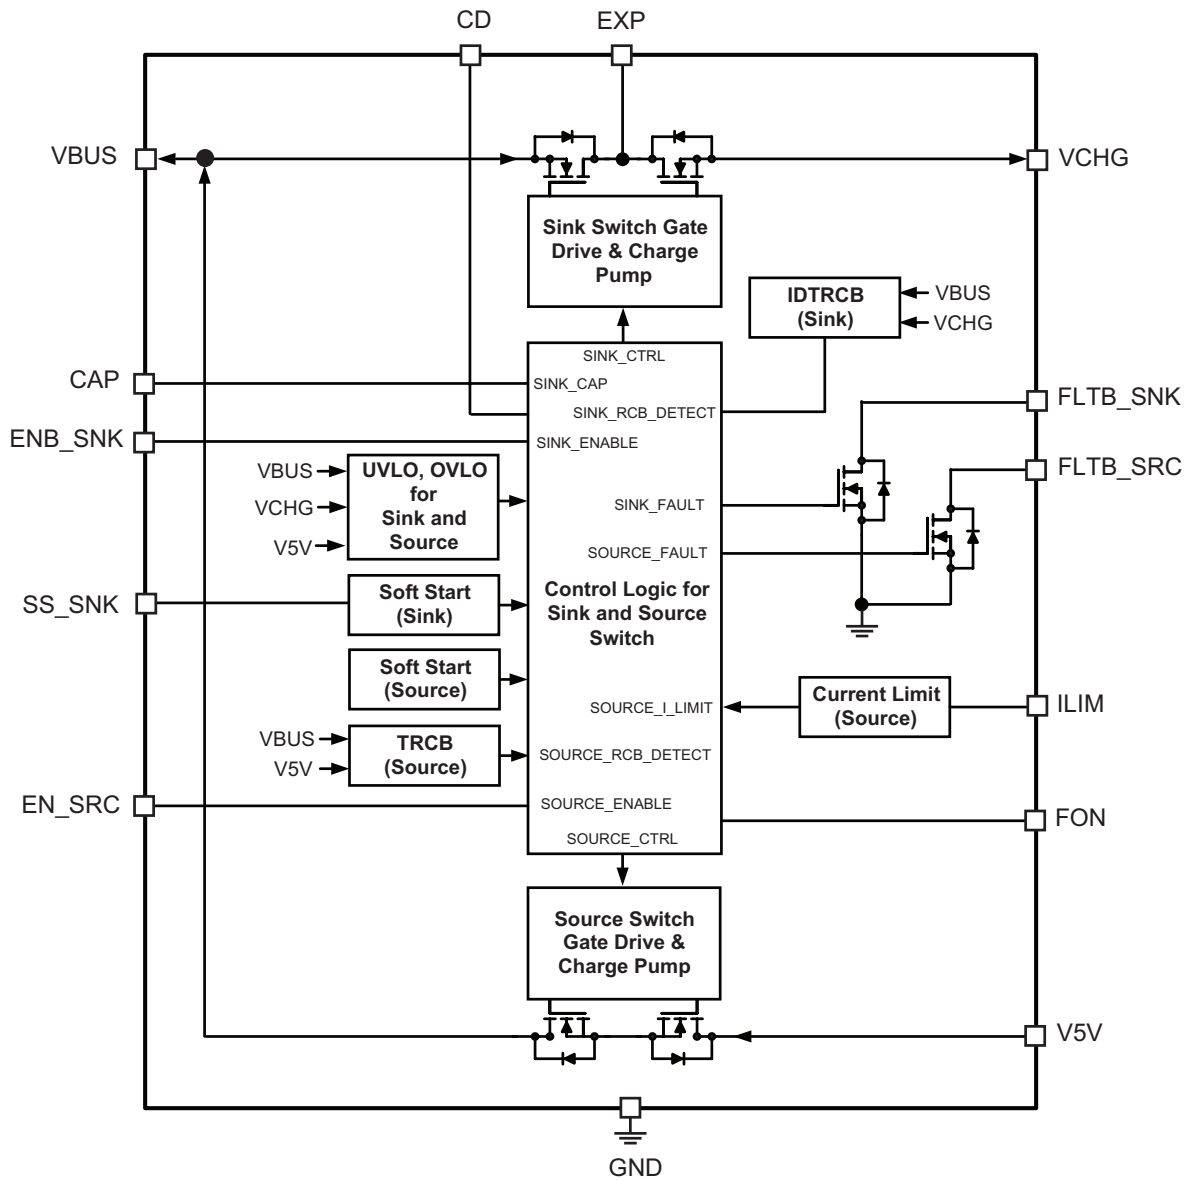 CD
EXP
VBUS
VCHG
Sink Switch Gate
Drive & Charge
Pump
IDTRCB
(Sink)
VBUS
VCHG
SINK_CTRL
CAP
SINK_CAP
SINK_RCB_DETECT
FLTB_SNK
ENB_SNK
SINK_ENABLE
VBUS
VCHG
V5V
UVLO, OVLO
for
Sink and
Source
FLTB_SRC
SINK_FAULT
SOURCE_FAULT
Control Logic for
Sink and Source
Switch
SS_SNK
Soft Start
(Sink)
Soft Start
(Source)
SOURCE_I_LIMIT
Current Limit
(Source)
ILIM
VBUS
V5V
TRCB
(Source)
SOURCE_RCB_DETECT
EN_SRC
SOURCE_ENABLE
FON
SOURCE_CTRL
Source Switch
Gate Drive &
Charge Pump
V5V
GND